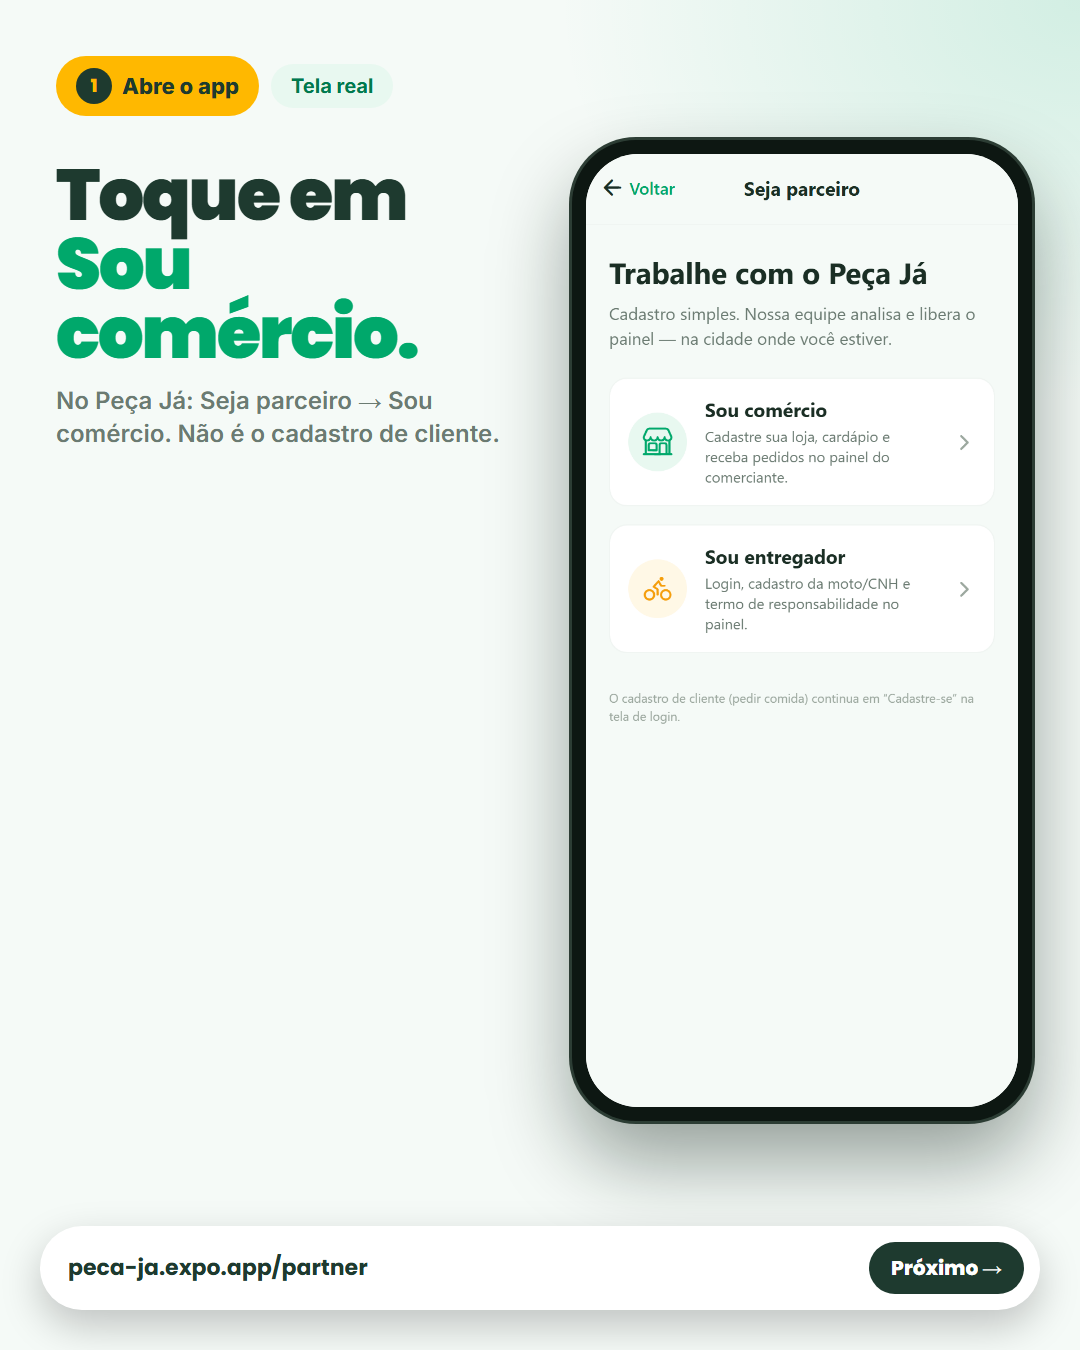 1 Abre o app
Tela real
Toque em
Sou
comércio.
No Peça Já: Seja parceiro → Sou
comércio. Não é o cadastro de cliente.
← Voltar
Seja parceiro
Trabalhe com o Peça Já
Cadastro simples. Nossa equipe analisa e libera o
painel — na cidade onde você estiver.
Sou comércio
Cadastre sua loja, cardápio e
receba pedidos no painel do
comerciante.
Sou entregador
Login, cadastro da moto/CNH e
termo de responsabilidade no
painel.
O cadastro de cliente (pedir comida) continua em “Cadastre-se” na
tela de login.
peca-ja.expo.app/partner
Próximo →